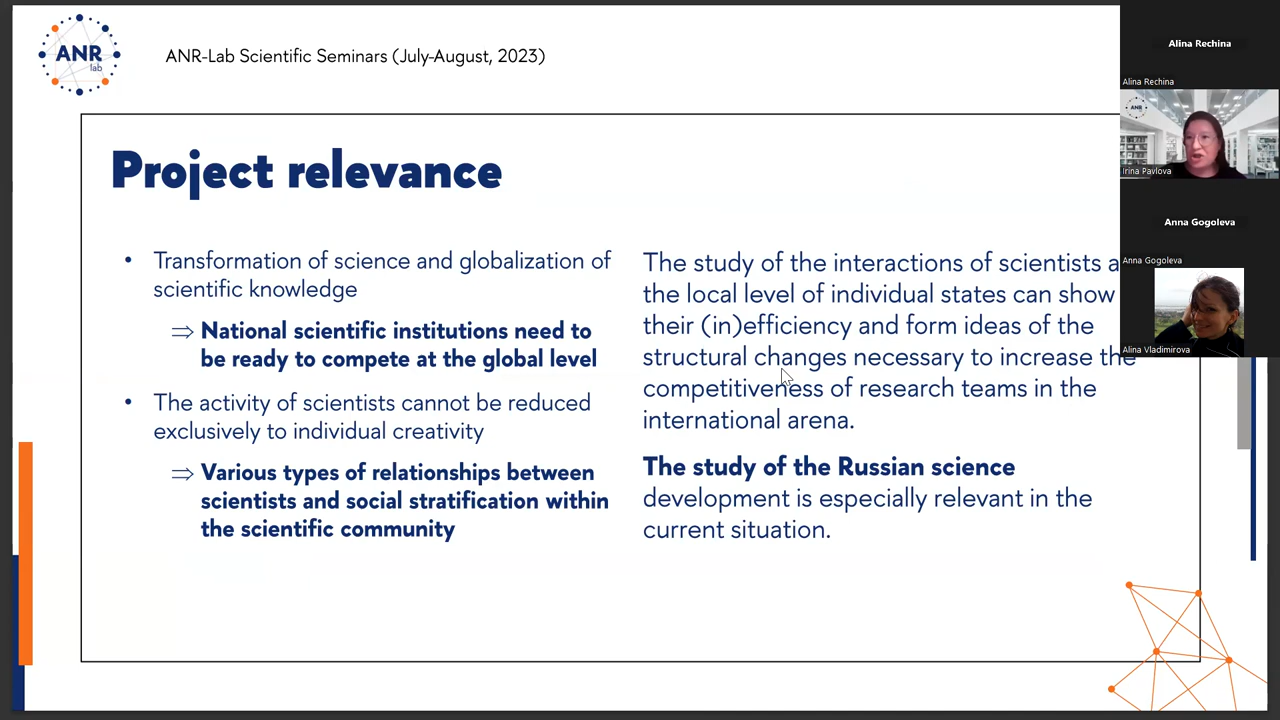 ANR
lab
ANR-Lab Scientific Seminars (July-August, 2023)
Project relevance
• Transformation of science and globalization of
scientific knowledge
⇒ National scientific institutions need to
be ready to compete at the global level
• The activity of scientists cannot be reduced
exclusively to individual creativity
⇒ Various types of relationships between
scientists and social stratification within
the scientific community
The study of the interactions of scientists a
the local level of individual states can show
their (in)efficiency and form ideas of the
structural changes necessary to increase the
competitiveness of research teams in the
international arena.
The study of the Russian science
development is especially relevant in the
current situation.
Alina Rechina
Alina Rechina
ANR
Irina Pavlova
Anna Gogoleva
Anna Gogoleva
Alina Vladimirova